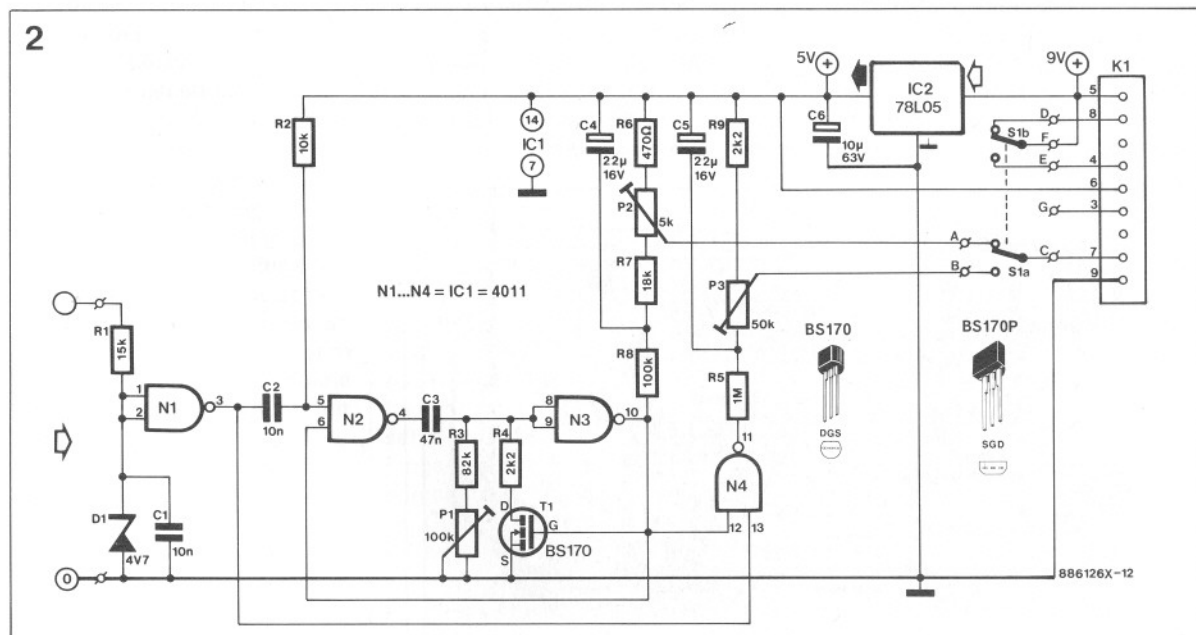 2
5V
9V
K1
IC2
78L05
5
D
8
S1b
F
E
4
6
G
3
A
C
7
B
S1a
9
R2
10k
14
IC1
7
C4
22µ
16V
R6
470Ω
C5
22µ
16V
R9
2k2
C6
10µ
63V
P2
5k
R7
18k
P3
50k
N1...N4 = IC1 = 4011
R1
15k
R8
100k
R5
1M
BS170
BS170P
DGS
SGD
1
2
N1
3
C2
10n
5
6
N2
4
C3
47n
8
9
N3
10
11
N4
12 13
R3
82k
R4
2k2
D1
4V7
C1
10n
P1
100k
D
T1
G
S
BS170
0
886126X-12